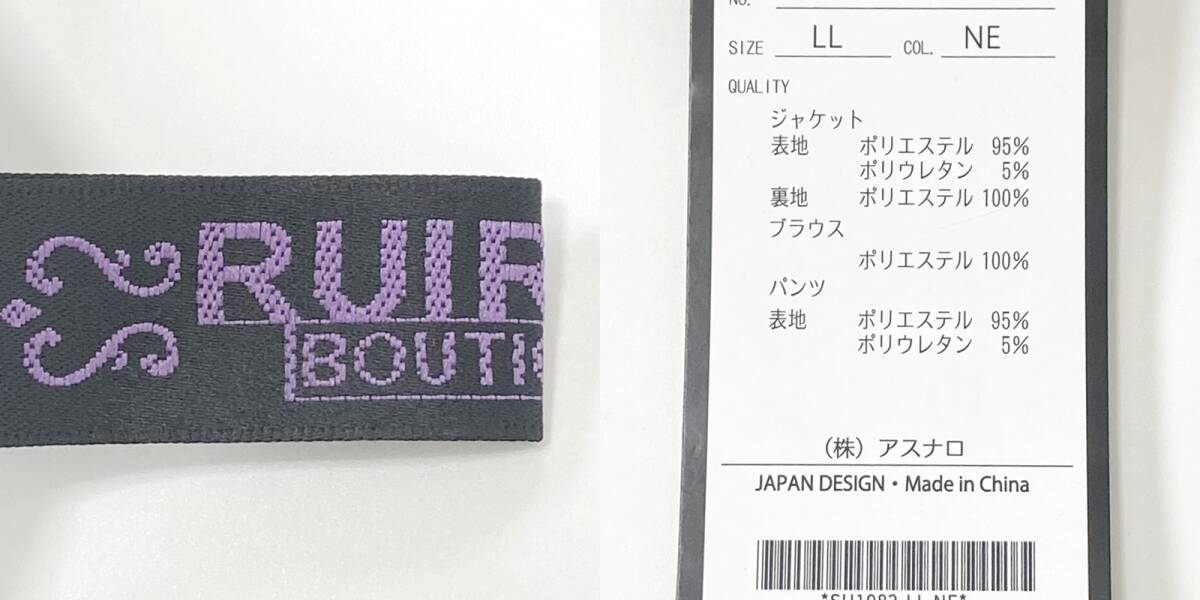 RUIR
BOUTI
NO.
SIZE LL COL. NE
QUALITY
ジャケット
表地 ポリエステル 95%
ポリウレタン 5%
裏地 ポリエステル 100%
ブラウス
ポリエステル 100%
パンツ
表地 ポリエステル 95%
ポリウレタン 5%
(株) アスナロ
JAPAN DESIGN・Made in China